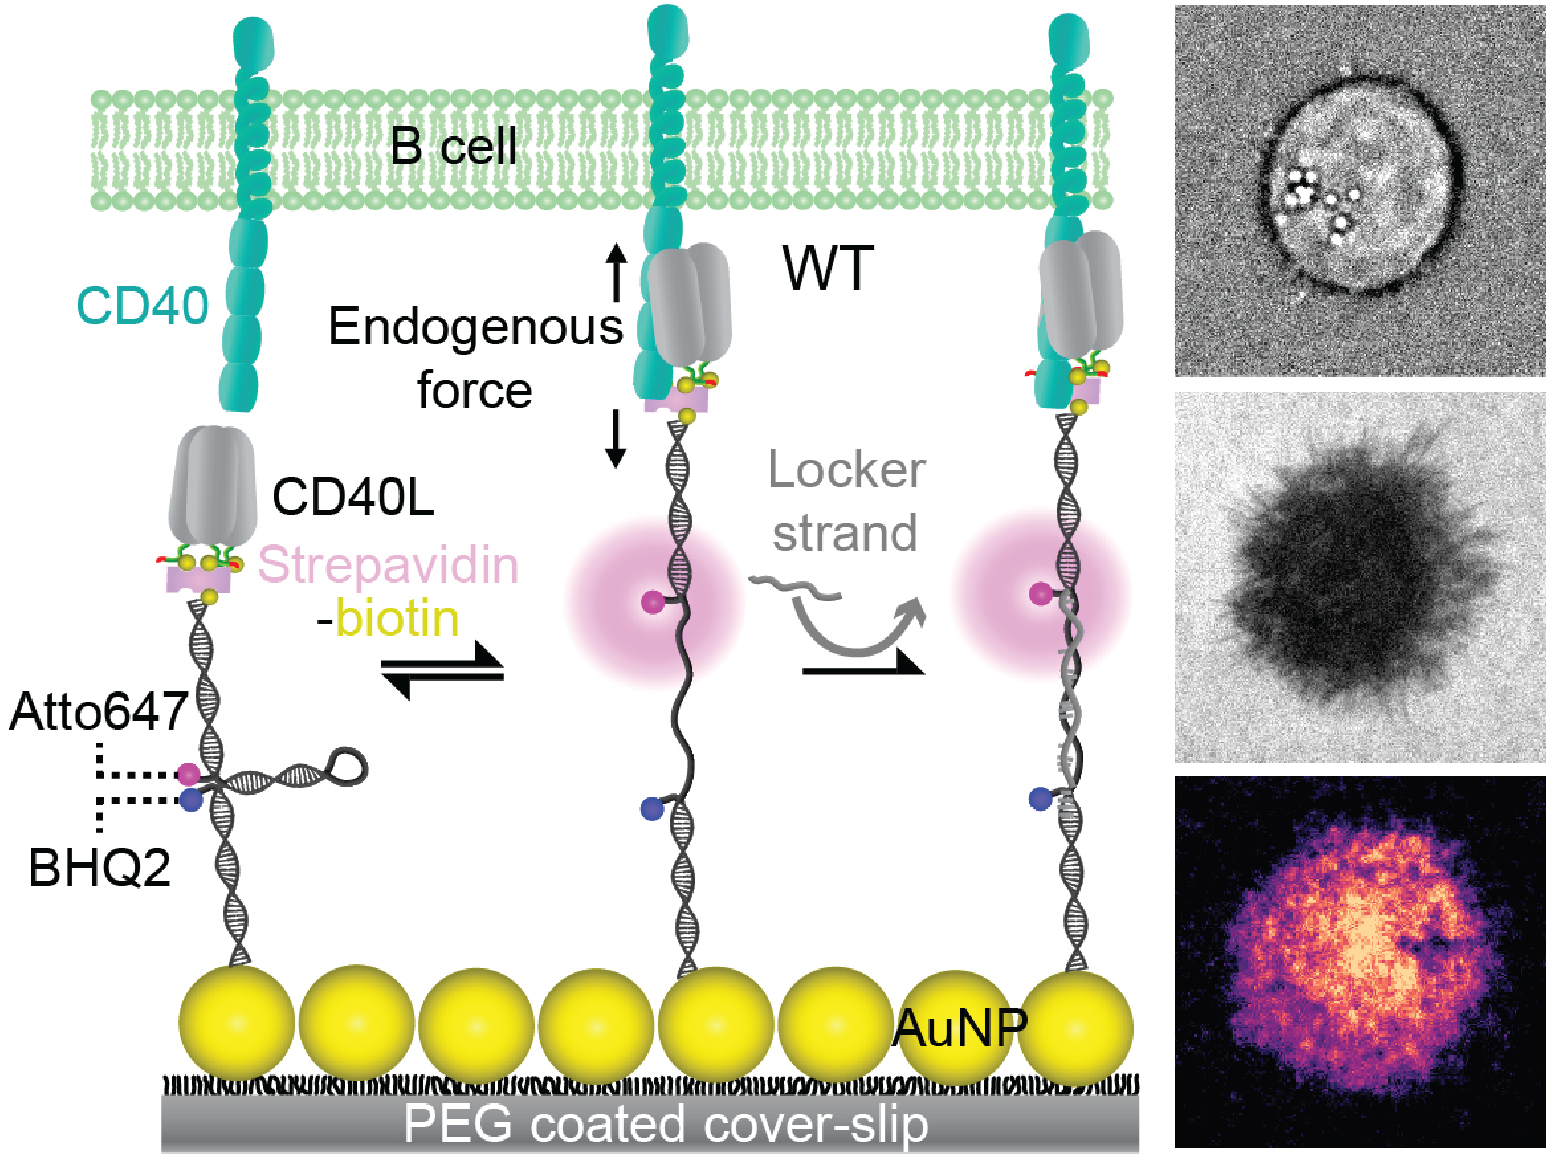 B cell
CD40
WT
Endogenous
force
CD40L
Strepavidin
-biotin
Locker
strand
Atto647
BHQ2
AuNP
PEG coated cover-slip